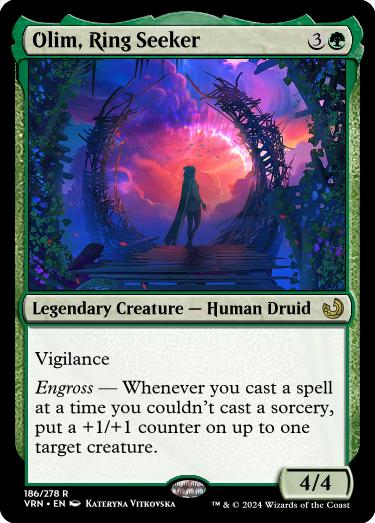 Olim, Ring Seeker 3
Legendary Creature — Human Druid
Vigilance
Engross — Whenever you cast a spell
at a time you couldn't cast a sorcery,
put a +1/+1 counter on up to one
target creature.
4/4
186/278 R
VRN • EN Kateryna Vitkovska
™ & © 2024 Wizards of the Coast